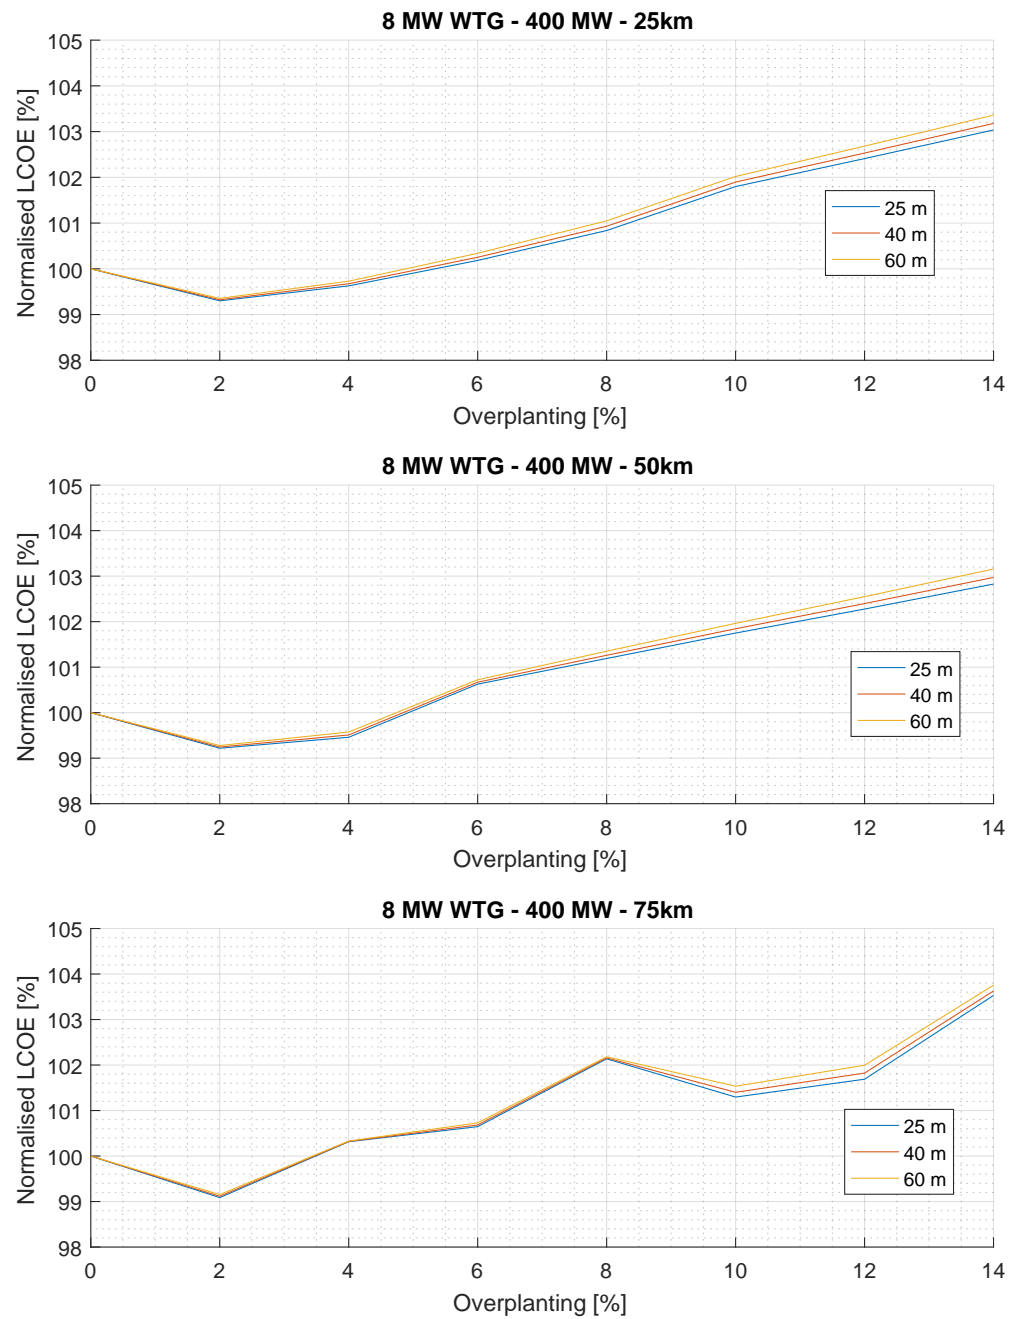 8 MW WTG - 400 MW - 25km
Normalised LCOE [%]
105
104
103
102
101
100
99
98
25 m
40 m
60 m
0 2 4 6 8 10 12 14
Overplanting [%]
8 MW WTG - 400 MW - 50km
Normalised LCOE [%]
105
104
103
102
101
100
99
98
25 m
40 m
60 m
0 2 4 6 8 10 12 14
Overplanting [%]
8 MW WTG - 400 MW - 75km
Normalised LCOE [%]
105
104
103
102
101
100
99
98
25 m
40 m
60 m
0 2 4 6 8 10 12 14
Overplanting [%]